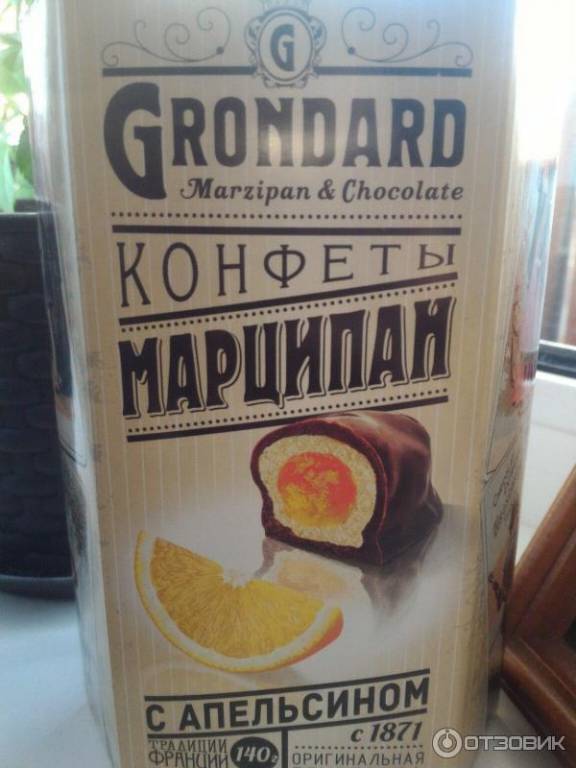 G
GRONDARD
Marzipan & Chocolate
КОНФЕТЫ
МАРЦИПАН
С АПЕЛЬСИНОМ
с 1871
ТРАДИЦИИ
ФРАНЦИИ
140г
ОРИГИНАЛЬНАЯ
ОТЗОВИК